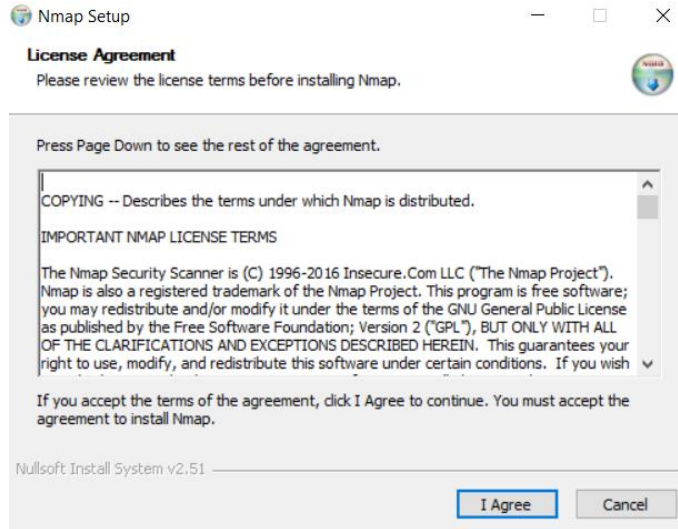 Nmap Setup
License Agreement
Please review the license terms before installing Nmap.
Press Page Down to see the rest of the agreement.
COPYING -- Describes the terms under which Nmap is distributed.
IMPORTANT NMAP LICENSE TERMS
The Nmap Security Scanner is (C) 1996-2016 Insecure.Com LLC ("The Nmap Project").
Nmap is also a registered trademark of the Nmap Project. This program is free software;
you may redistribute and/or modify it under the terms of the GNU General Public License
as published by the Free Software Foundation; Version 2 ("GPL"), BUT ONLY WITH ALL
OF THE CLARIFICATIONS AND EXCEPTIONS DESCRIBED HEREIN.  This guarantees your
right to use, modify, and redistribute this software under certain conditions.  If you wish
If you accept the terms of the agreement, click I Agree to continue. You must accept the
agreement to install Nmap.
Nullsoft Install System v2.51
I Agree
Cancel